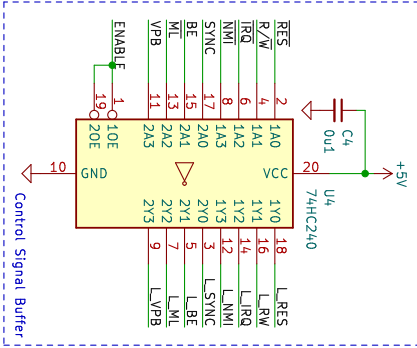 ENABLE
VPB
ML
BE
SYNC
NMI
IRQ
R/W
RES
19
1
11
13
15
17
8
6
4
2
2OE
1OE
2A3
2A2
2A1
2A0
1A3
1A2
1A1
1A0
C4
0u1
10
GND
VCC
20
+5V
U4
74HC240
2Y3
2Y2
2Y1
2Y0
1Y3
1Y2
1Y1
1Y0
9
7
5
3
12
14
16
18
L_VPB
L_ML
L_BE
L_SYNC
L_NMI
L_IRQ
L_RW
L_RES
Control Signal Buffer